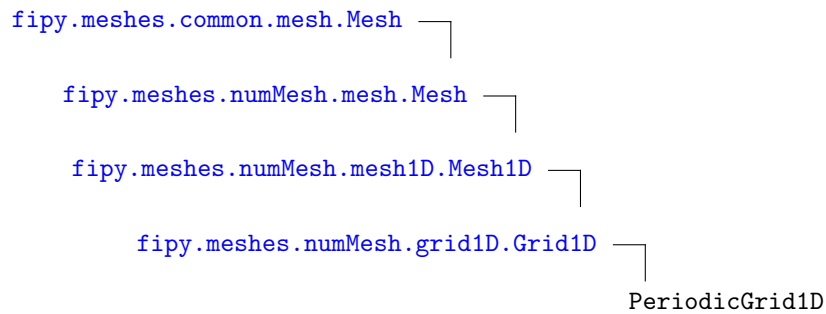 fipy.meshes.common.mesh.Mesh
fipy.meshes.numMesh.mesh.Mesh
fipy.meshes.numMesh.mesh1D.Mesh1D
fipy.meshes.numMesh.grid1D.Grid1D
PeriodicGrid1D